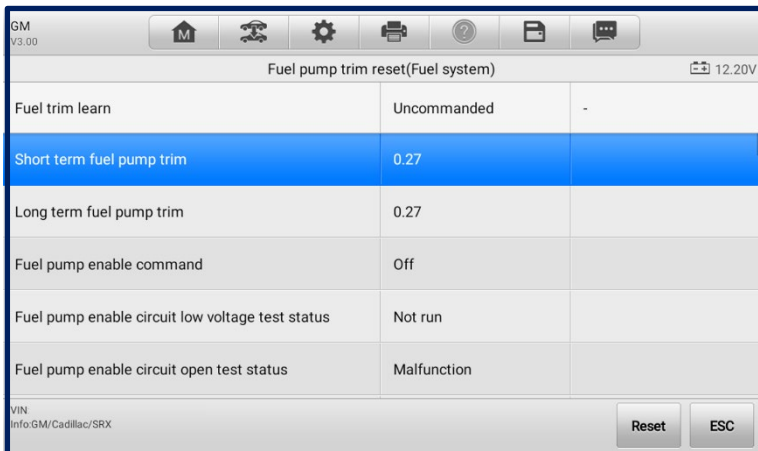 GM
V3.00
M
?
Fuel pump trim reset(Fuel system)
12.20V
Fuel trim learn Uncommanded -
Short term fuel pump trim 0.27
Long term fuel pump trim 0.27
Fuel pump enable command Off
Fuel pump enable circuit low voltage test status Not run
Fuel pump enable circuit open test status Malfunction
VIN
Info:GM/Cadillac/SRX
Reset
ESC